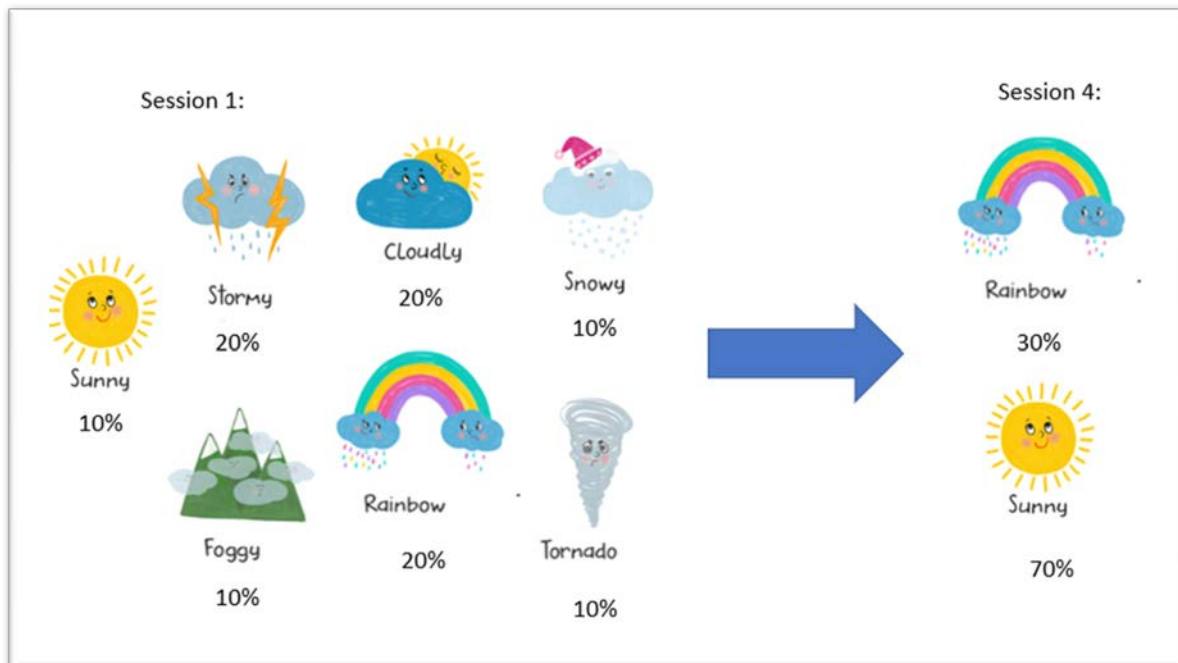 Session 1:
Session 4:
Stormy
20%
Cloudly
20%
Snowy
10%
Sunny
10%
Foggy
10%
Rainbow
20%
Tornado
10%
Rainbow
30%
Sunny
70%